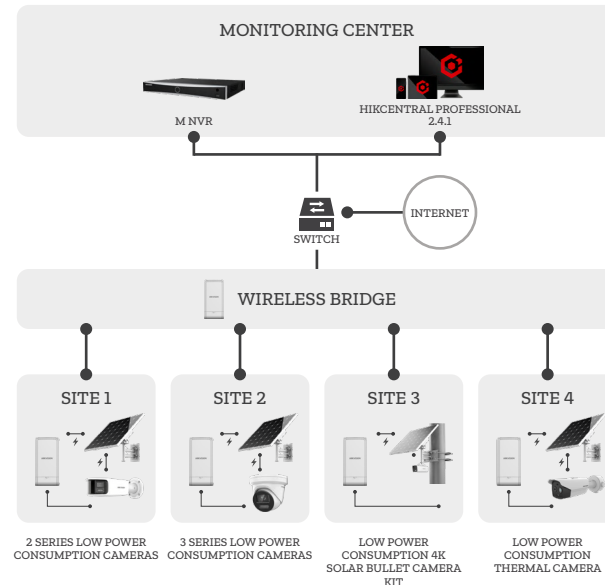 MONITORING CENTER
M NVR
HIKCENTRAL PROFESSIONAL
2.4.1
INTERNET
SWITCH
WIRELESS BRIDGE
SITE 1
SITE 2
SITE 3
SITE 4
2 SERIES LOW POWER
CONSUMPTION CAMERAS
3 SERIES LOW POWER
CONSUMPTION CAMERAS
LOW POWER
CONSUMPTION 4K
SOLAR BULLET CAMERA
KIT
LOW POWER
CONSUMPTION
THERMAL CAMERA